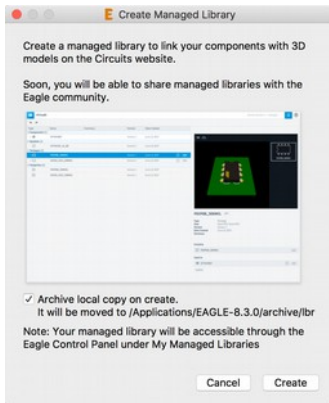 Create Managed Library
Create a managed library to link your components with 3D
models on the Circuits website.
Soon, you will be able to share managed libraries with the
Eagle community.
Archive local copy on create.
It will be moved to /Applications/EAGLE-8.3.0/archive/lbr
Note: Your managed library will be accessible through the
Eagle Control Panel under My Managed Libraries
Cancel Create